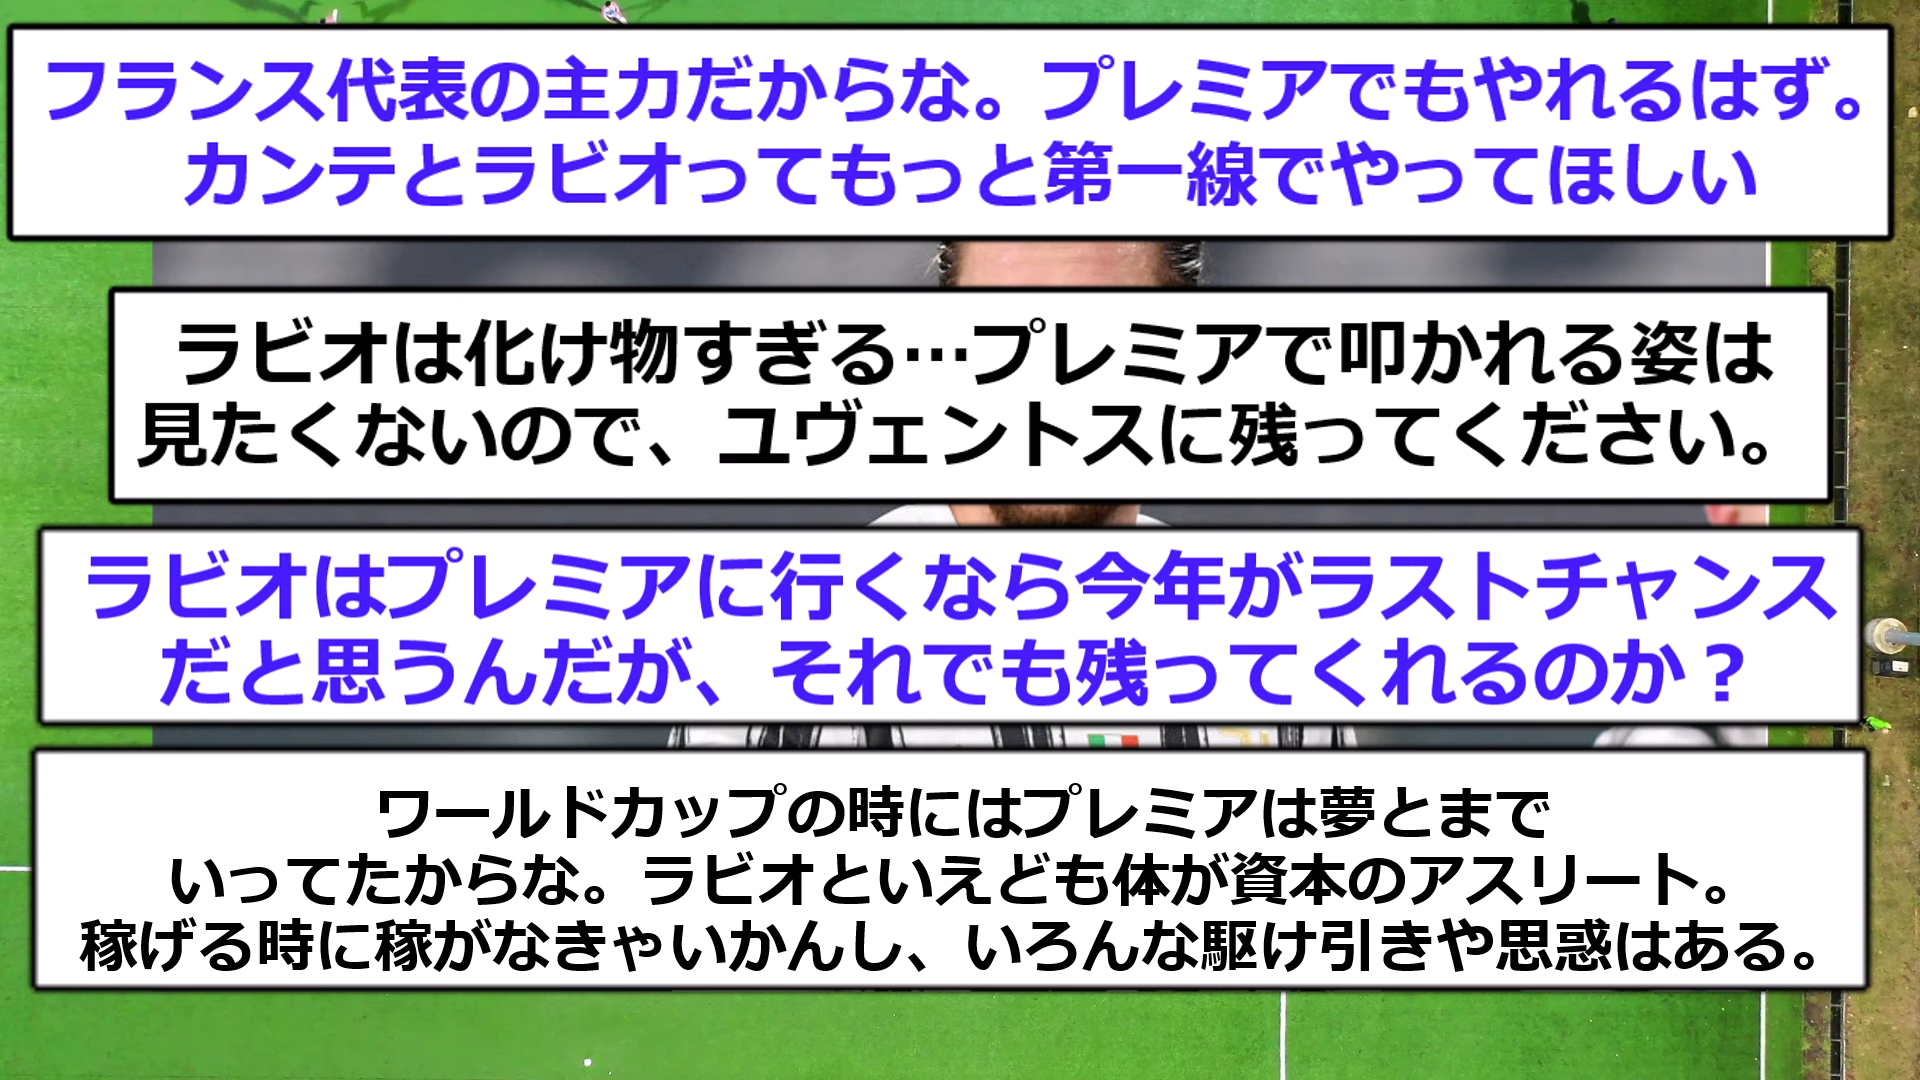 フランス代表の主力だからな。プレミアでもやれるはず。
カンテとラビオってもっと第一線でやってほしい
ラビオは化け物すぎる…プレミアで叩かれる姿は
見たくないので、ユヴェントスに残ってください。
ラビオはプレミアに行くなら今年がラストチャンス
だと思うんだが、それでも残ってくれるのか？
ワールドカップの時にはプレミアは夢とまで
いってたからな。ラビオといえども体が資本のアスリート。
稼げる時に稼がなきゃいかんし、いろんな駆け引きや思惑はある。